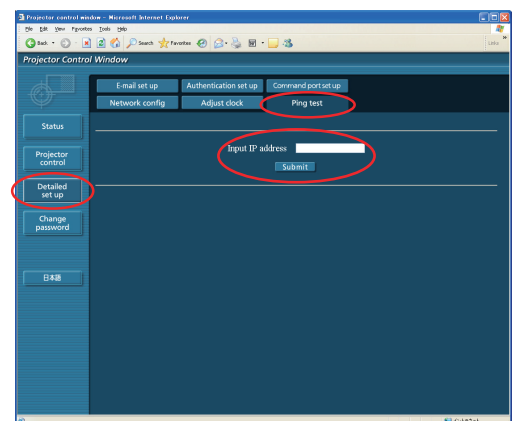 Projector control window - Microsoft Internet Explorer
File Edit View Favorites Tools Help
Back Search Favorites Links
Projector Control Window
E-mail set up Authentication set up Command port set up
Network config Adjust clock Ping test
Status
Input IP address
Submit
Projector
control
Detailed
set up
Change
password
日本語